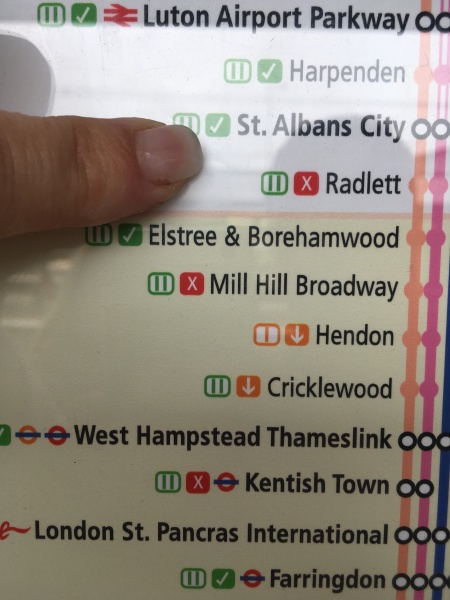 Luton Airport Parkway
Harpenden
St. Albans City
X Radlett
Elstree & Borehamwood
X Mill Hill Broadway
Hendon
Cricklewood
West Hampstead Thameslink
X Kentish Town
London St. Pancras International
Farringdon